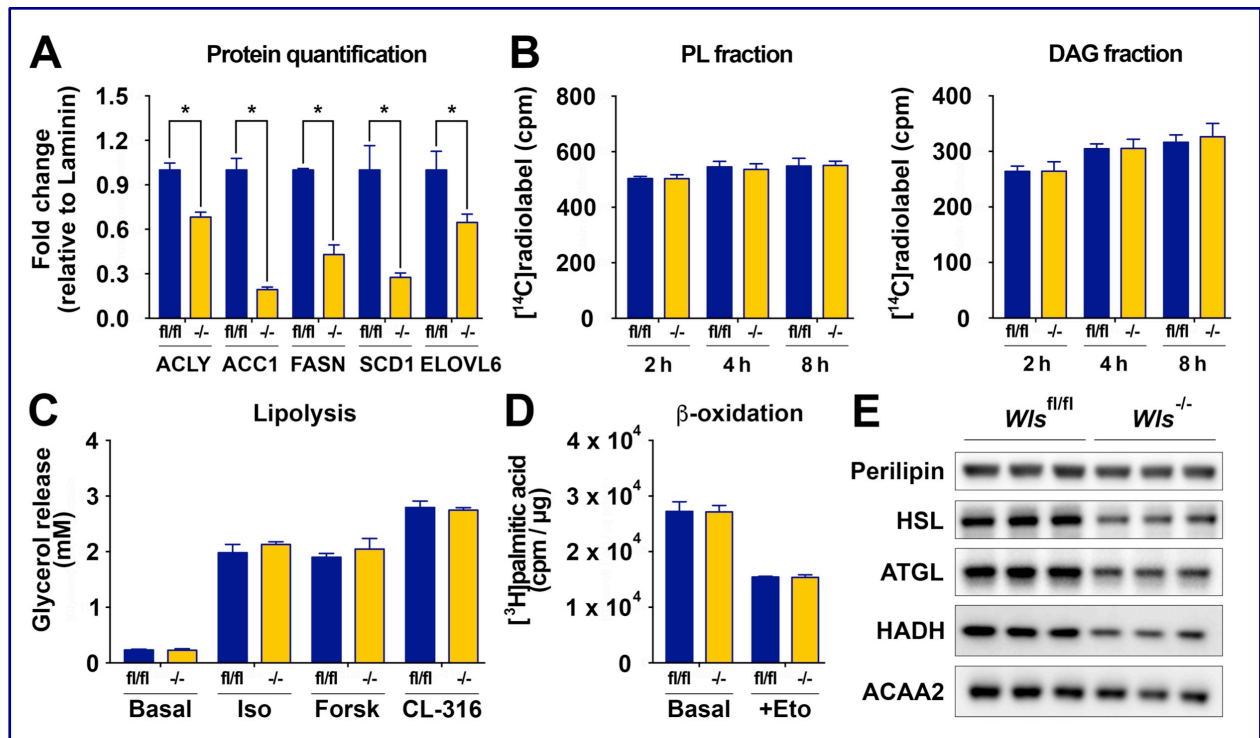 A
Protein quantification
Fold change
(relative to Laminin)
1.5
1.2
0.9
0.6
0.3
0.0
* * * * *
fl/fl -/- fl/fl -/- fl/fl -/- fl/fl -/- fl/fl -/-
ACLY ACC1 FASN SCD1 ELOVL6
B
PL fraction
[¹⁴C]radiolabel (cpm)
800
600
400
200
0
fl/fl -/- fl/fl -/- fl/fl -/-
2 h 4 h 8 h
DAG fraction
[¹⁴C]radiolabel (cpm)
400
300
200
100
0
fl/fl -/- fl/fl -/- fl/fl -/-
2 h 4 h 8 h
C
Lipolysis
Glycerol release
(mM)
4
3
2
1
0
fl/fl -/- fl/fl -/- fl/fl -/- fl/fl -/-
Basal Iso Forsk CL-316
D
β-oxidation
[³H]palmitic acid
(cpm / µg)
4 x 10⁴
3 x 10⁴
2 x 10⁴
1 x 10⁴
0
fl/fl -/- fl/fl -/-
Basal +Eto
E
Wls^fl/fl Wls^-/-
Perilipin
HSL
ATGL
HADH
ACAA2